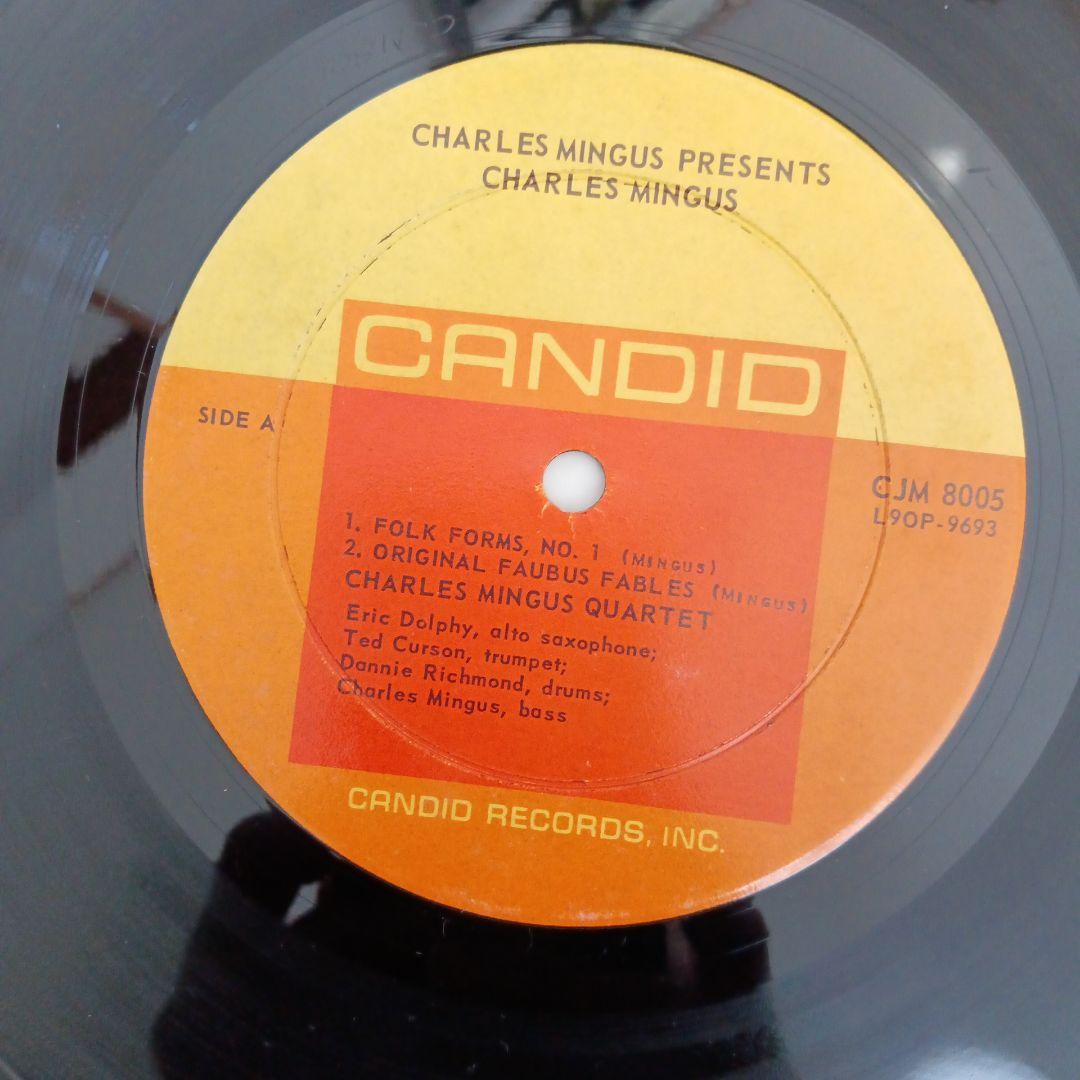 CHARLES MINGUS PRESENTS
CHARLES MINGUS
CANDID
SIDE A
CJM 8005
L9OP-9693
1. FOLK FORMS, NO. 1 (MINGUS)
2. ORIGINAL FAUBUS FABLES (MINGUS)
CHARLES MINGUS QUARTET
Eric Dolphy, alto saxophone;
Ted Curson, trumpet;
Dannie Richmond, drums;
Charles Mingus, bass
CANDID RECORDS, INC.